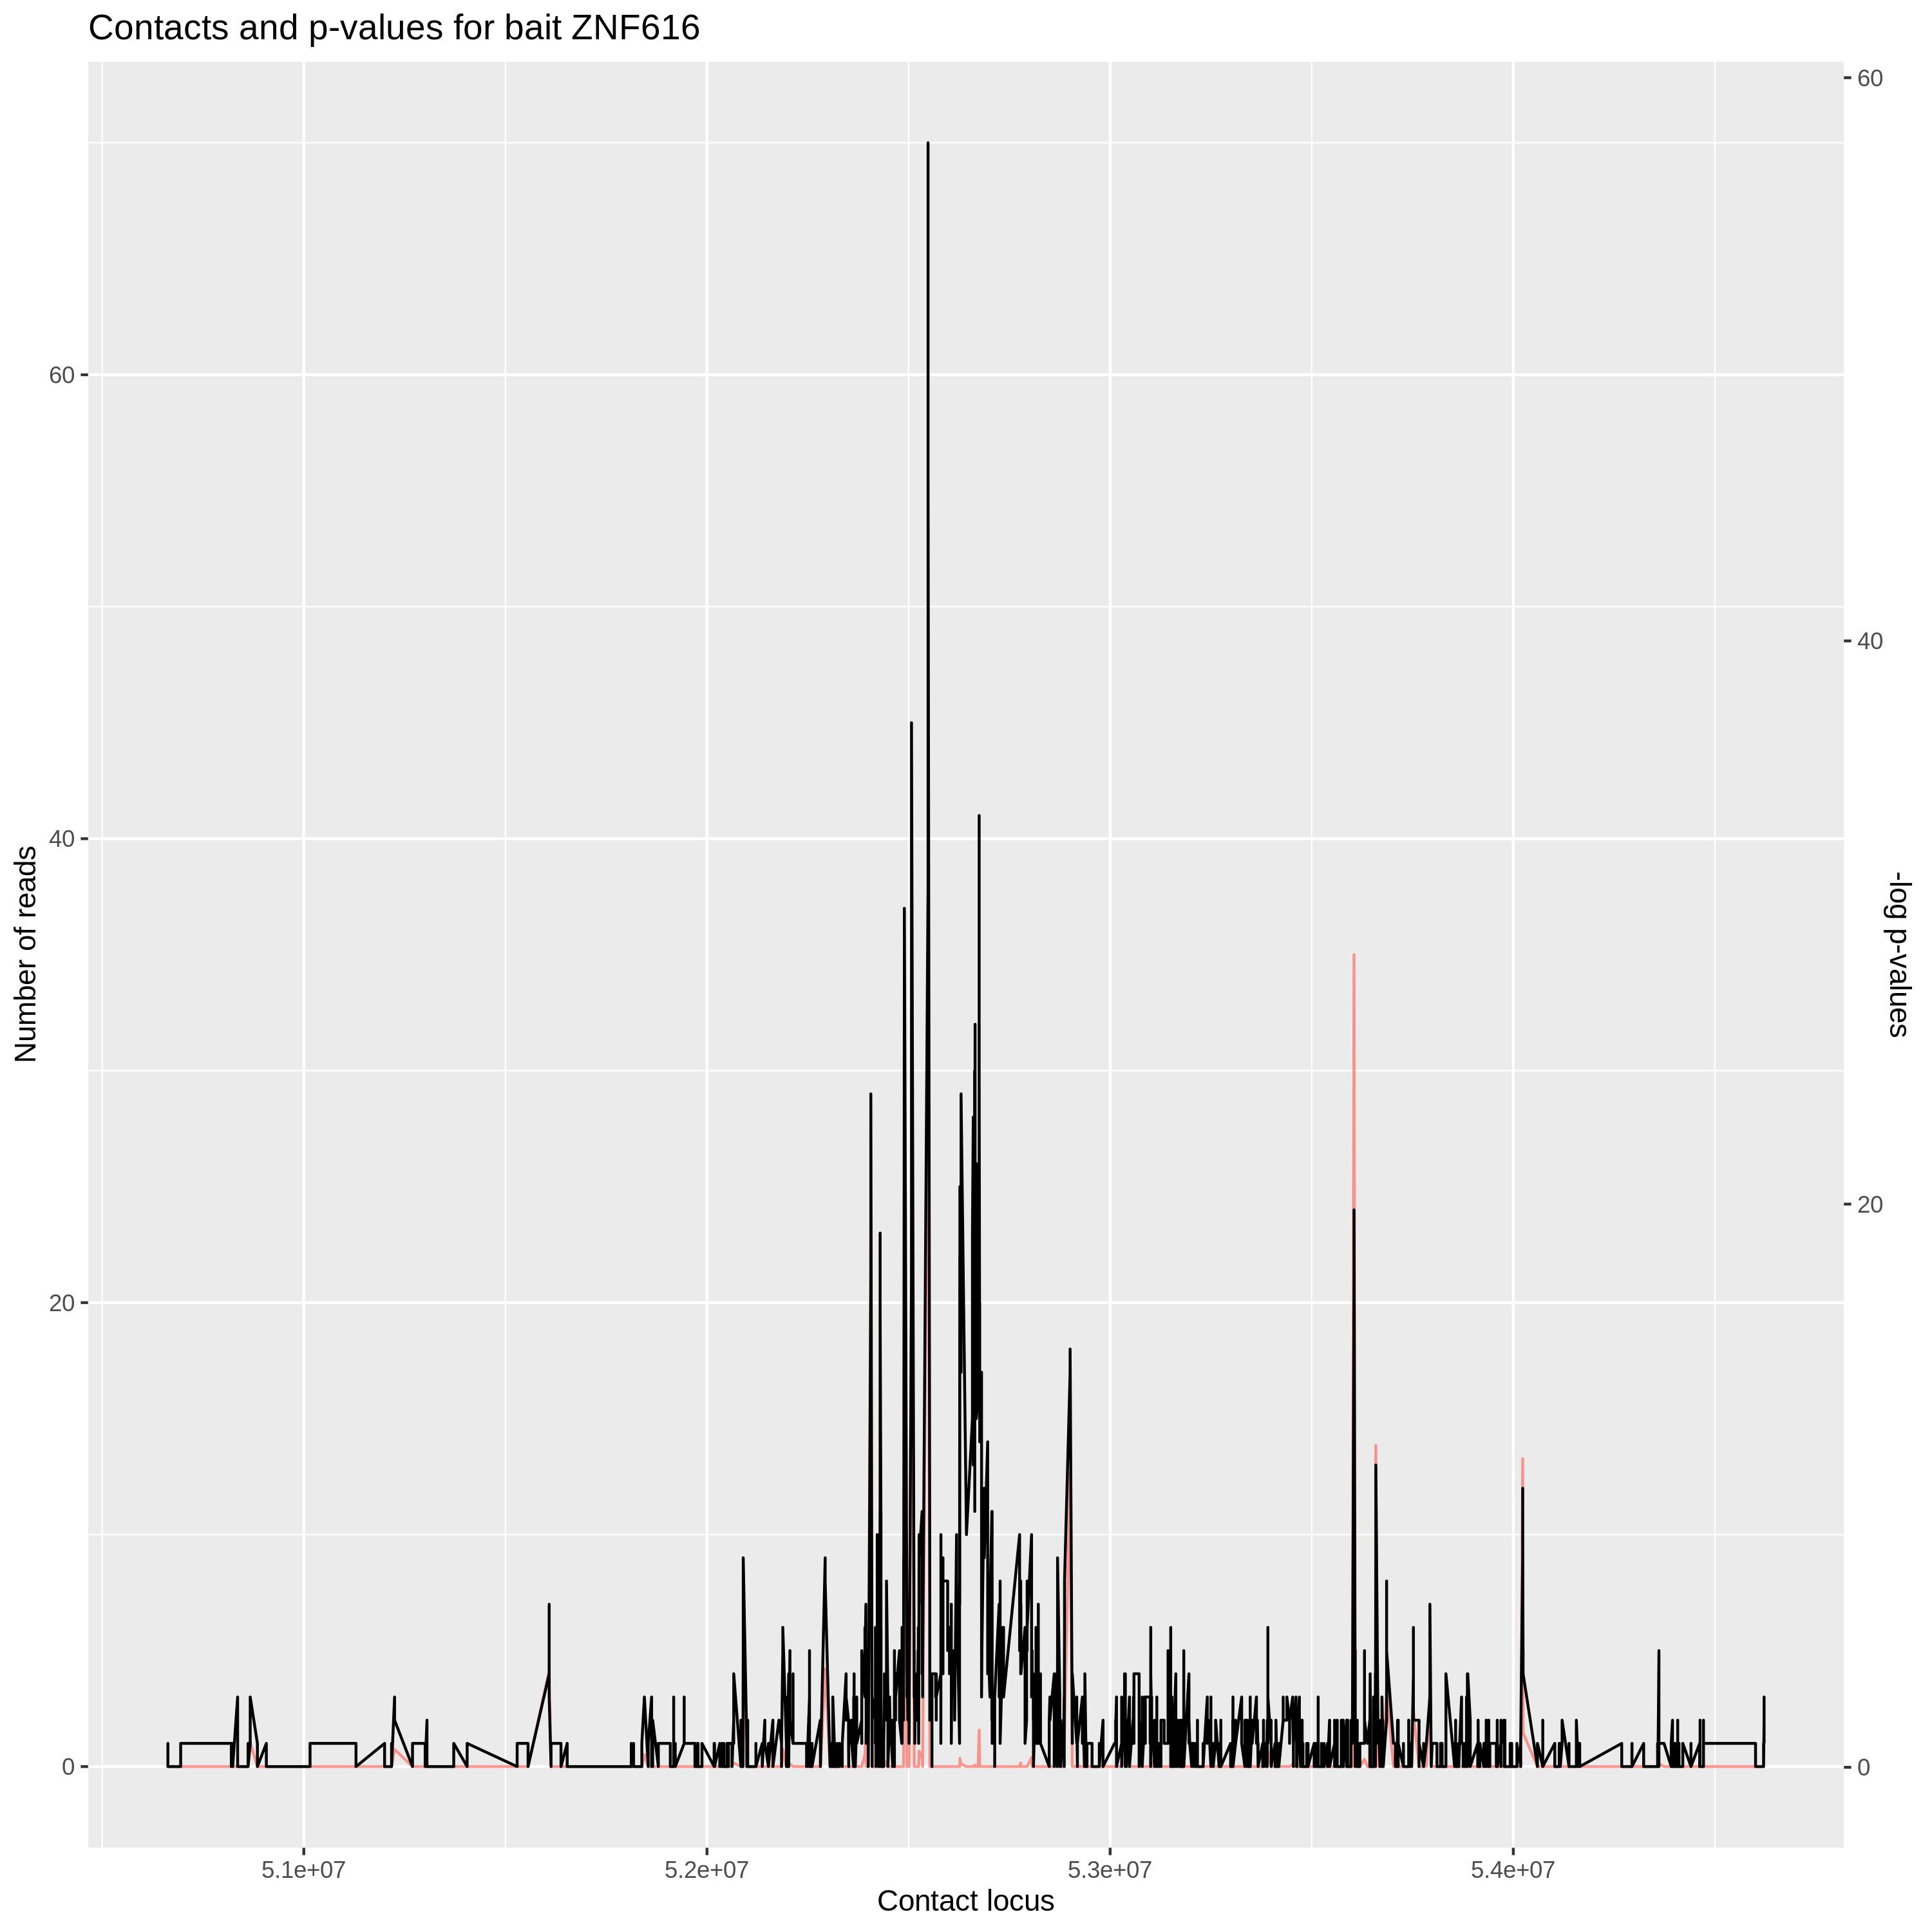 Contacts and p-values for bait ZNF616
60
60
40
40
20
20
0
0
Number of reads
-log p-values
5.1e+07 5.2e+07 5.3e+07 5.4e+07
Contact locus